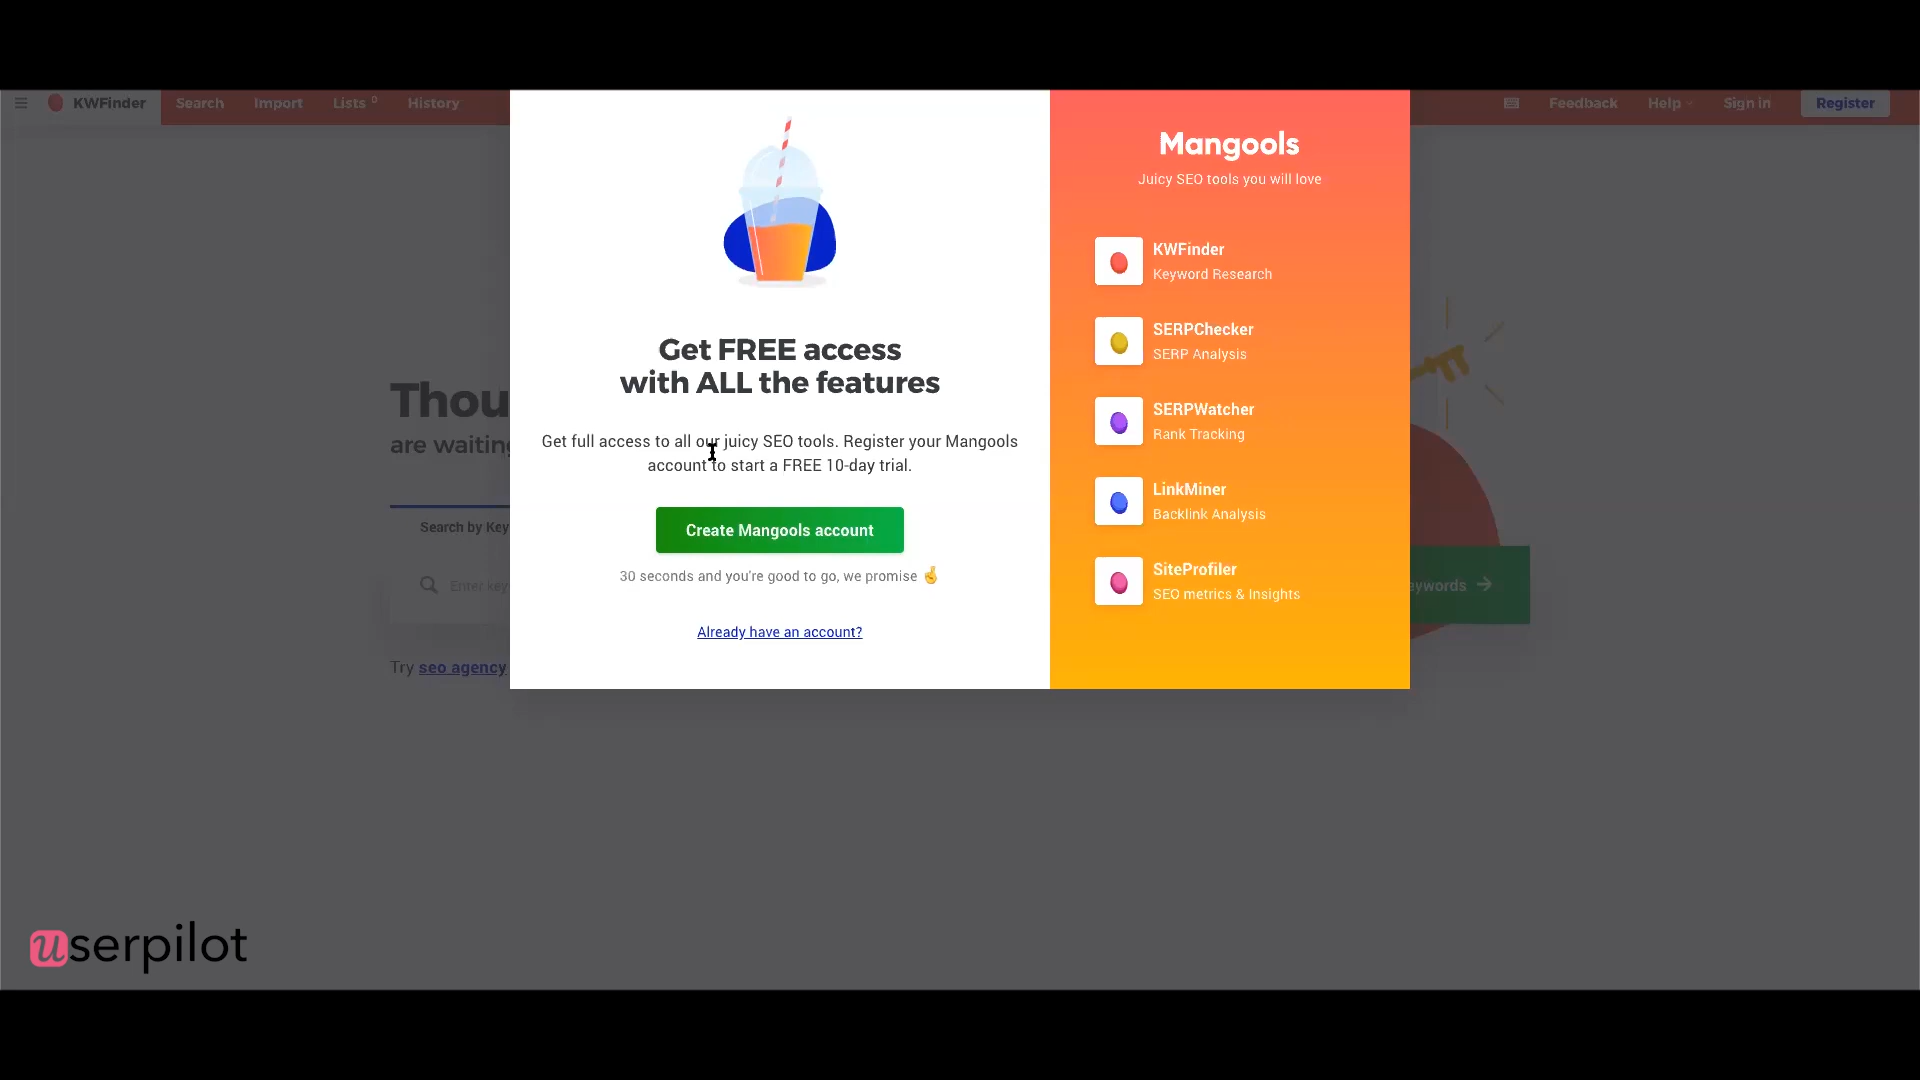 KWFinder
Search
Import
Lists 0
History
Feedback
Help
Sign in
Register
Thou
are waitin
Search by Key
Enter key
Try seo agency
eywords
Get FREE access
with ALL the features
Get full access to all our juicy SEO tools. Register your Mangools
account to start a FREE 10-day trial.
Create Mangools account
30 seconds and you're good to go, we promise
Already have an account?
Mangools
Juicy SEO tools you will love
KWFinder
Keyword Research
SERPChecker
SERP Analysis
SERPWatcher
Rank Tracking
LinkMiner
Backlink Analysis
SiteProfiler
SEO metrics & Insights
userpilot